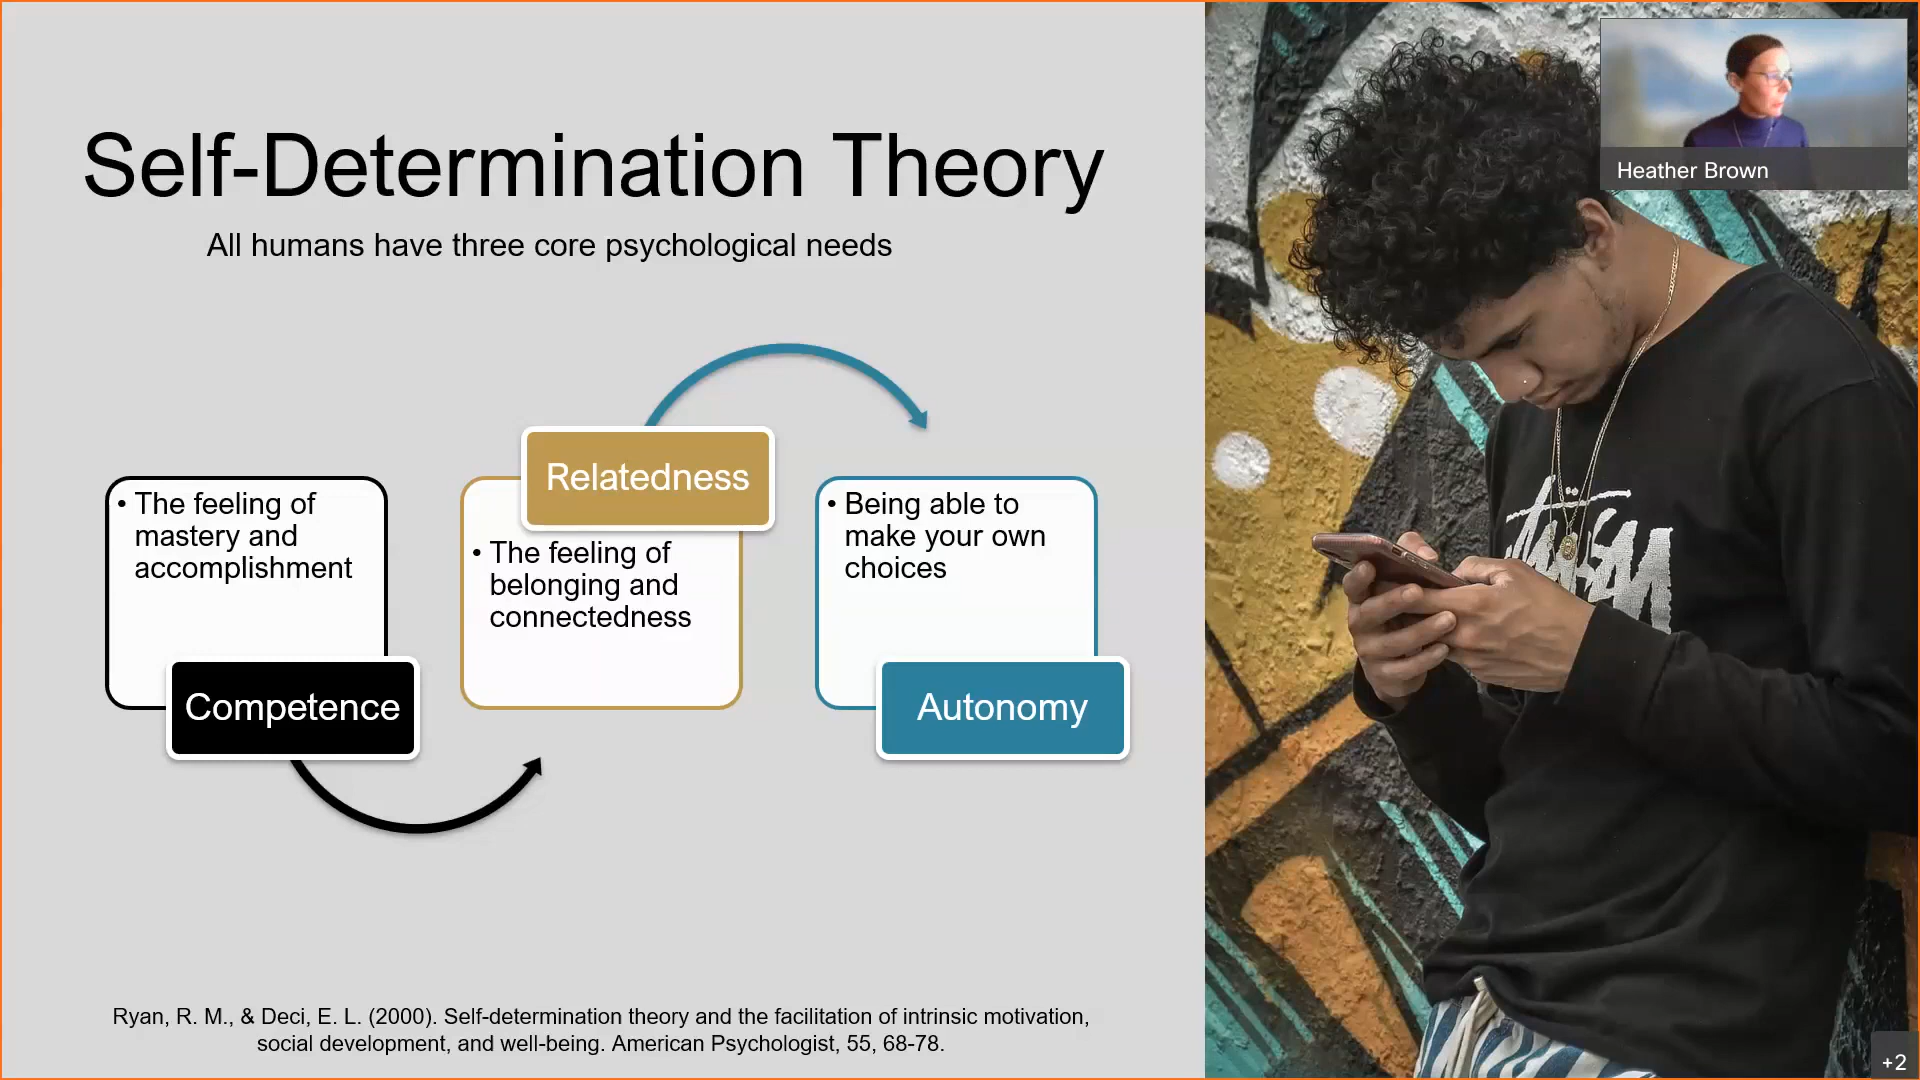 Self-Determination Theory
All humans have three core psychological needs
• The feeling of
mastery and
accomplishment
Competence
Relatedness
• The feeling of
belonging and
connectedness
• Being able to
make your own
choices
Autonomy
Ryan, R. M., & Deci, E. L. (2000). Self-determination theory and the facilitation of intrinsic motivation,
social development, and well-being. American Psychologist, 55, 68-78.
Heather Brown
Stüssy
+2